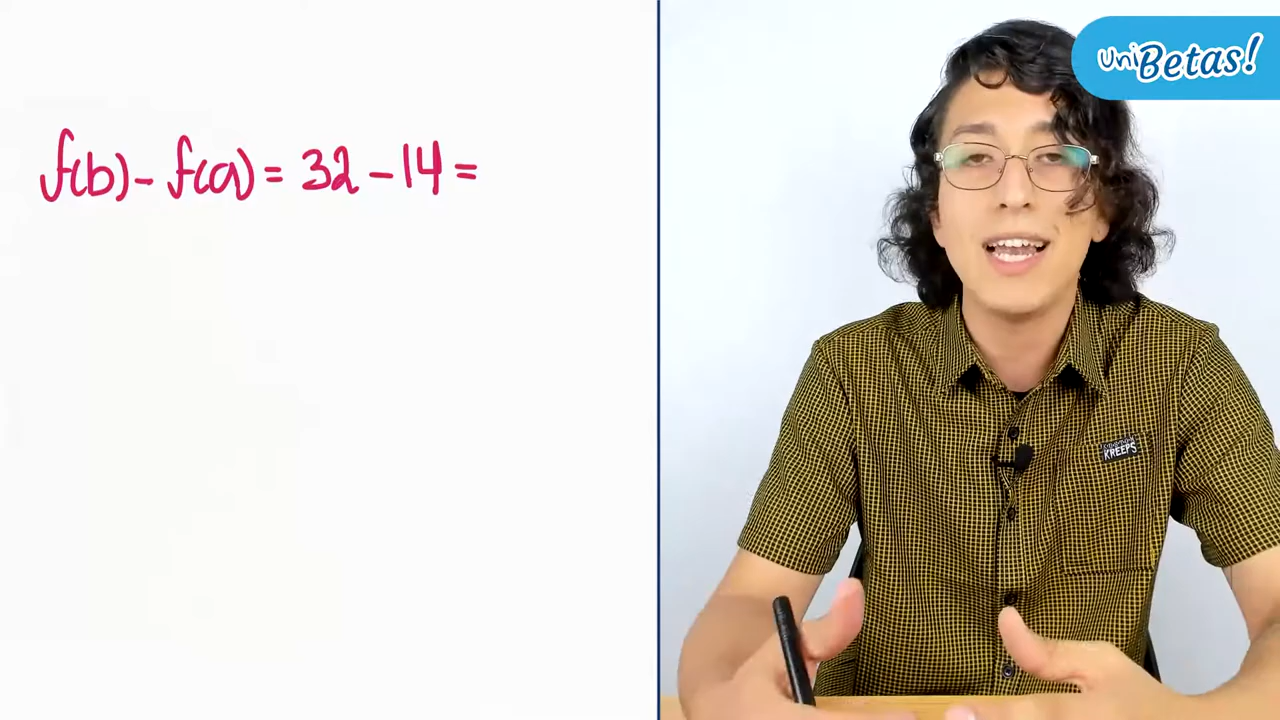 f(b) - f(a) = 32 - 14 =
uniBetas!
KREEPS